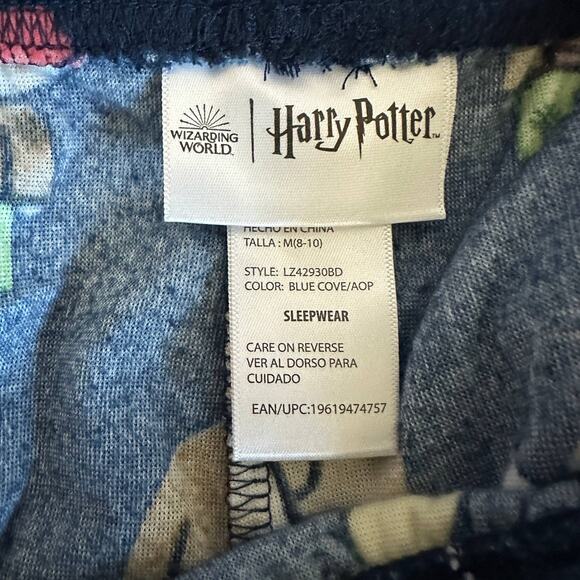 WIZARDING
WORLD
Harry Potter
TM
HECHO EN CHINA
TALLA : M(8-10)
STYLE: LZ42930BD
COLOR: BLUE COVE/AOP
SLEEPWEAR
CARE ON REVERSE
VER AL DORSO PARA
CUIDADO
EAN/UPC:19619474757